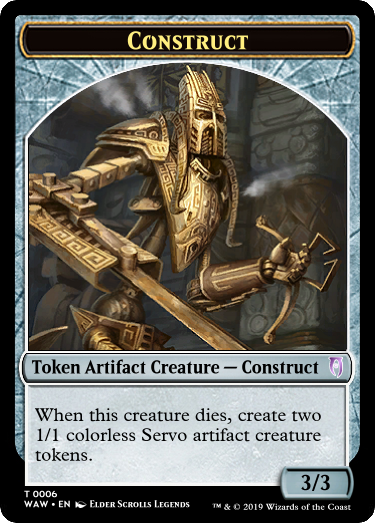 Construct
Token Artifact Creature — Construct
When this creature dies, create two
1/1 colorless Servo artifact creature
tokens.
3/3
T 0006
WAW • EN Elder Scrolls Legends
™ & © 2019 Wizards of the Coast